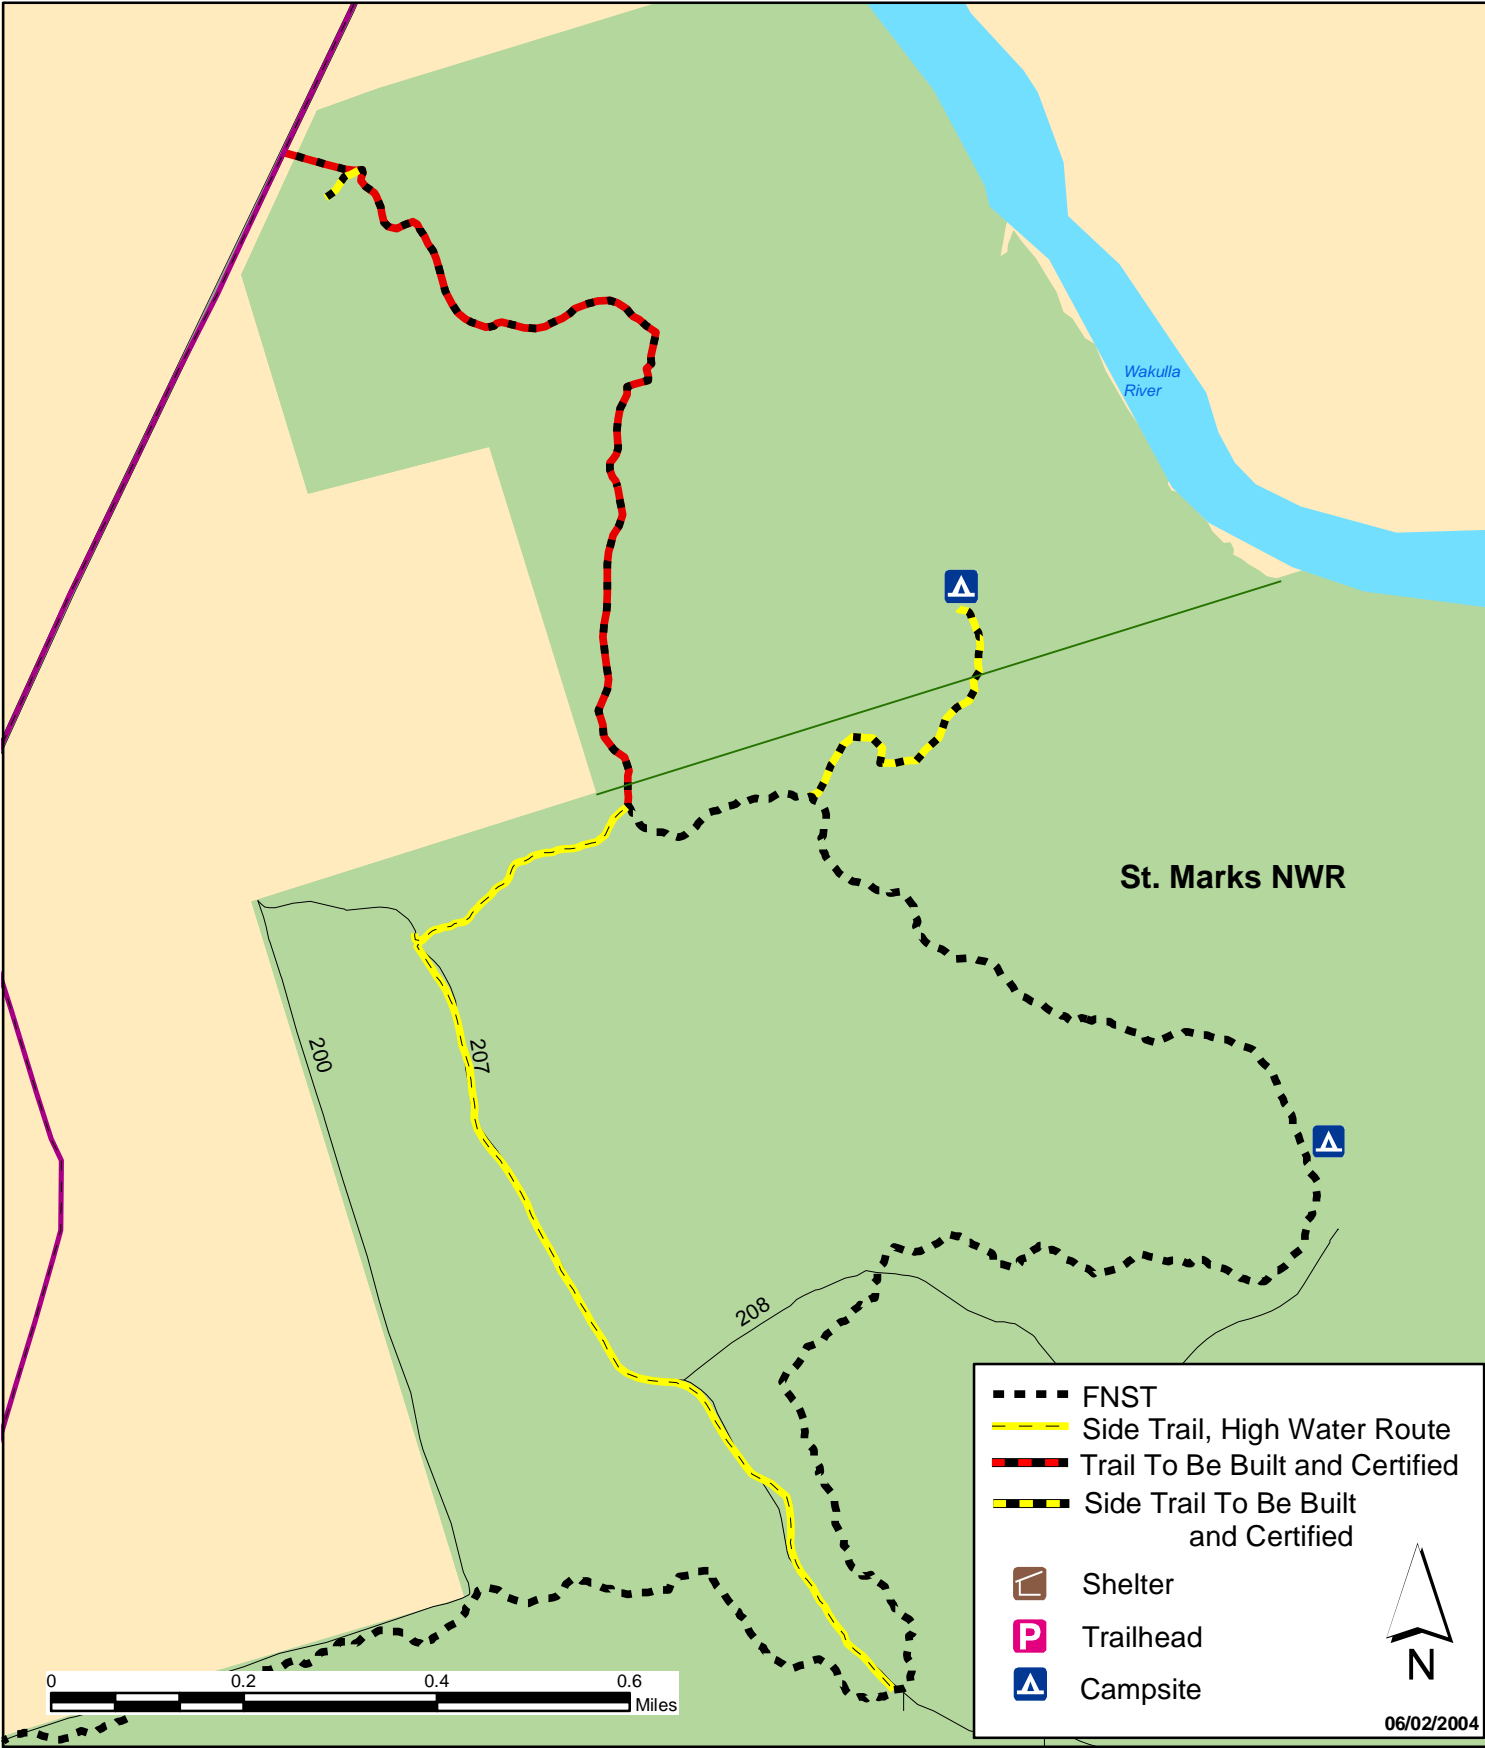 Wakulla
River
St. Marks NWR
200
207
208
FNST
Side Trail, High Water Route
Trail To Be Built and Certified
Side Trail To Be Built
and Certified
Shelter
P
Trailhead
Campsite
N
06/02/2004
0 0.2 0.4 0.6
Miles